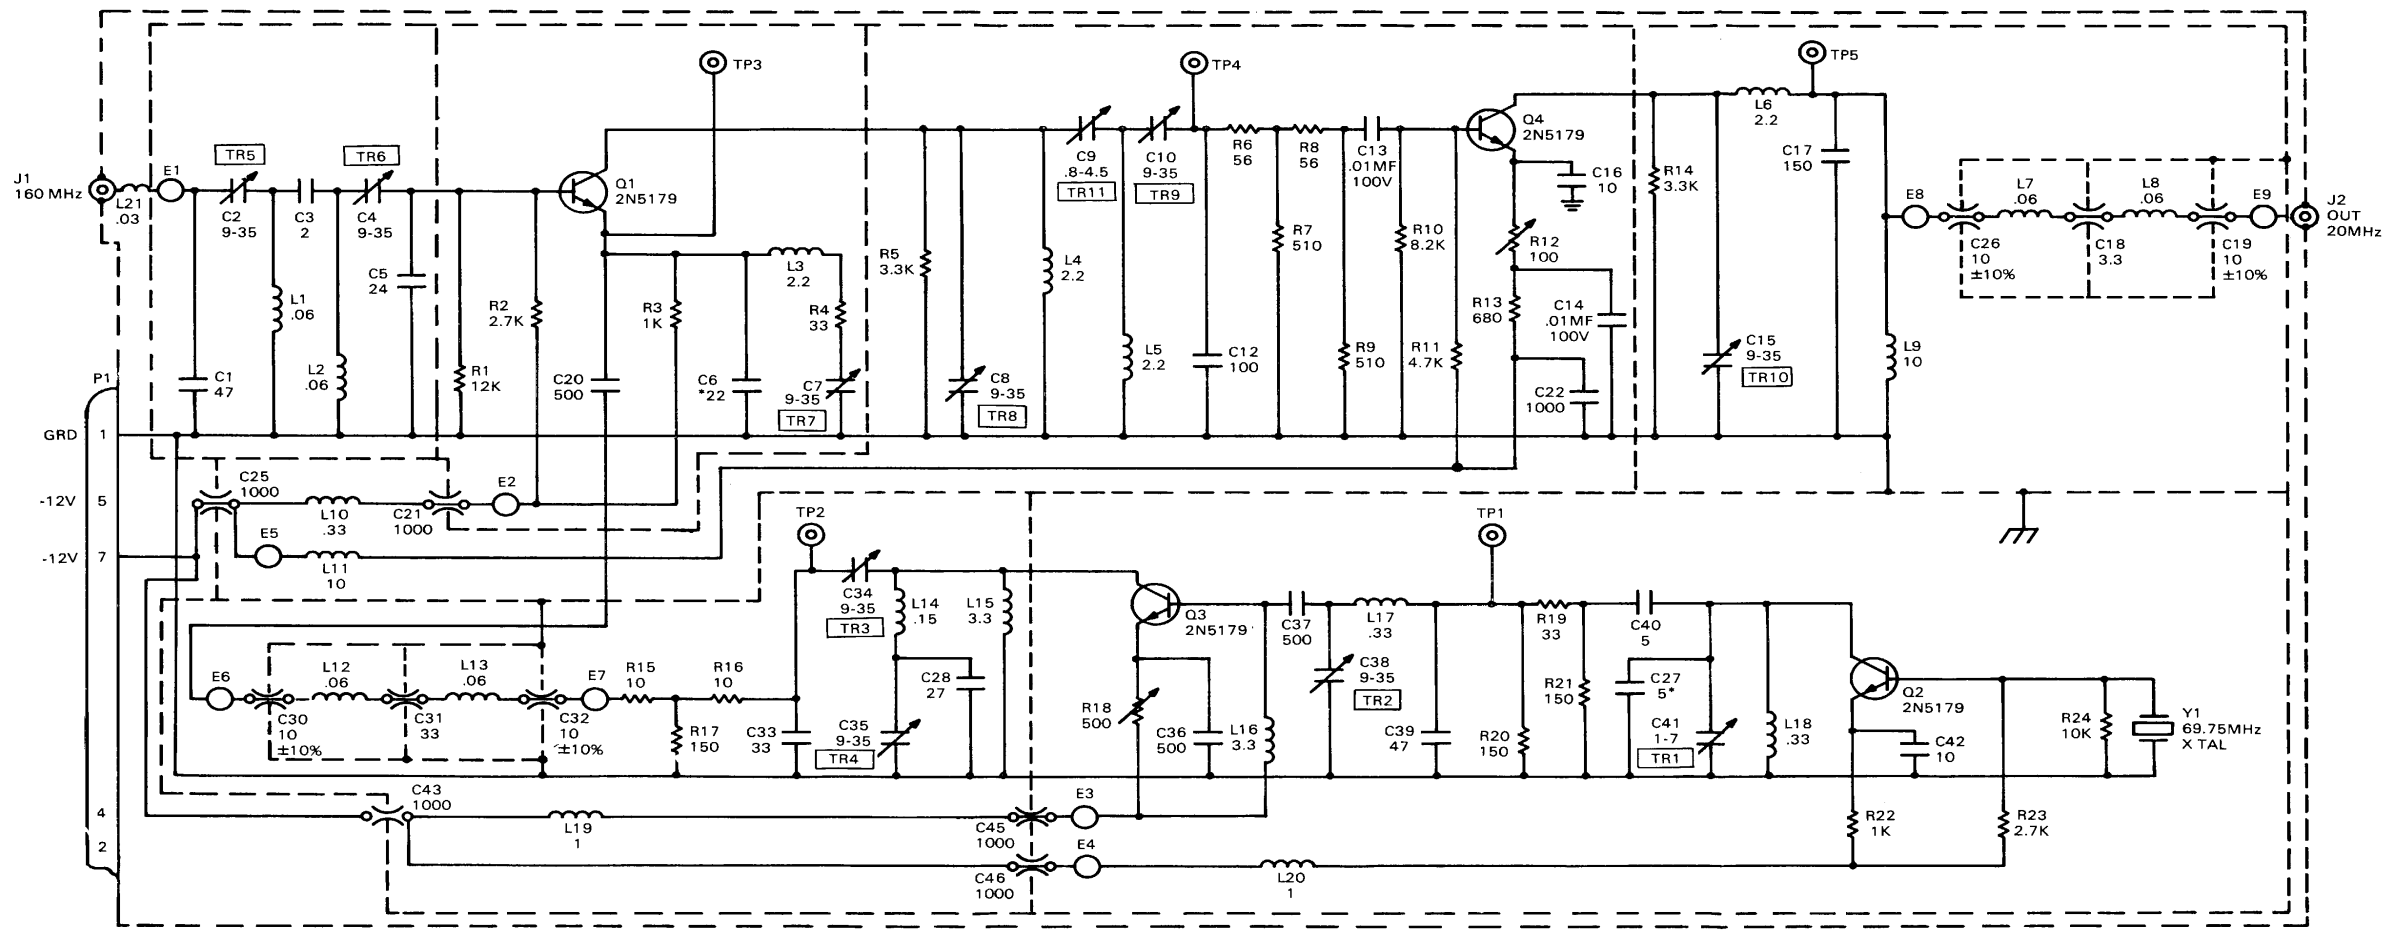 TP3
TP4
TP5
J1
160 MHz
L21
.03
E1
TR5
C2
9-35
C3
2
TR6
C4
9-35
C5
24
L1
.06
L2
.06
C1
47
R1
12K
R2
2.7K
Q1
2N5179
R3
1K
C20
500
C6
*22
L3
2.2
R4
33
C7
9-35
TR7
R5
3.3K
C8
9-35
TR8
L4
2.2
C9
.8-4.5
TR11
C10
9-35
TR9
L5
2.2
C12
100
R6
56
R7
510
R8
56
R9
510
C13
.01MF
100V
R10
8.2K
R11
4.7K
Q4
2N5179
C16
10
R12
100
R13
680
C14
.01MF
100V
C22
1000
R14
3.3K
C15
9-35
TR10
L6
2.2
C17
150
L9
10
E8
C26
10
±10%
L7
.06
C18
3.3
L8
.06
C19
10
±10%
E9
J2
OUT
20MHz
P1
GRD 1
-12V 5
-12V 7
4
2
C25
1000
L10
.33
C21
1000
E2
E5
L11
10
E6
C30
10
±10%
L12
.06
C31
33
L13
.06
C32
10
±10%
E7
R15
10
R16
10
R17
150
C33
33
TP2
C34
9-35
TR3
L14
.15
C35
9-35
TR4
C28
27
L15
3.3
Q3
2N5179
R18
500
C36
500
L16
3.3
C37
500
C38
9-35
TR2
L17
.33
C39
47
TP1
R20
150
R19
33
R21
150
C40
5
C27
5*
C41
1-7
TR1
L18
.33
Q2
2N5179
C42
10
R24
10K
Y1
69.75MHz
X TAL
R22
1K
R23
2.7K
C43
1000
L19
1
C45
1000
E3
C46
1000
E4
L20
1